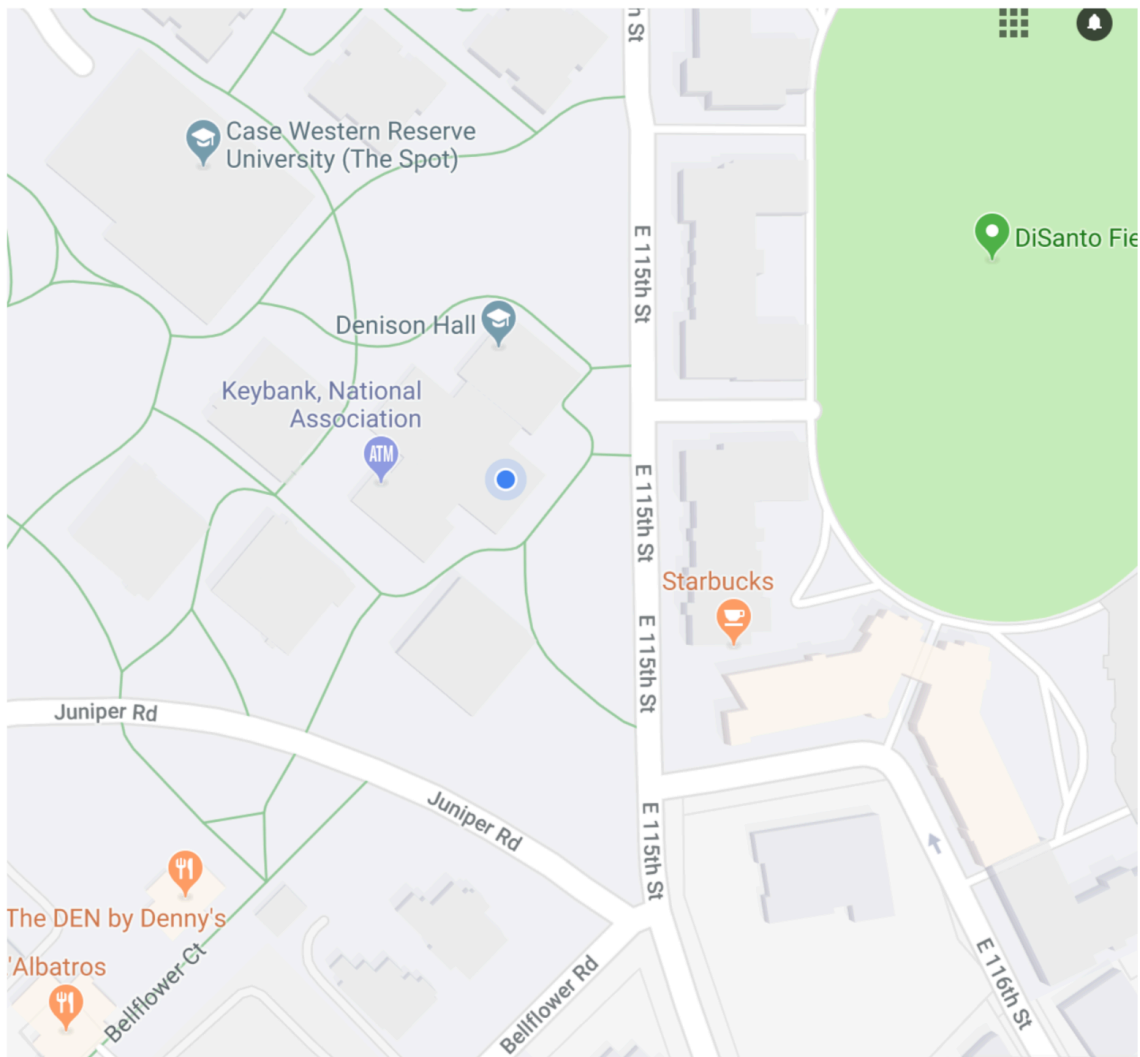 h St
Case Western Reserve
University (The Spot)
E 115th St
DiSanto Fie
Denison Hall
Keybank, National
Association
ATM
E 115th St
Starbucks
E 115th St
Juniper Rd
Juniper Rd
E 115th St
The DEN by Denny's
'Albatros
Bellflower Ct
Bellflower Rd
E 116th St